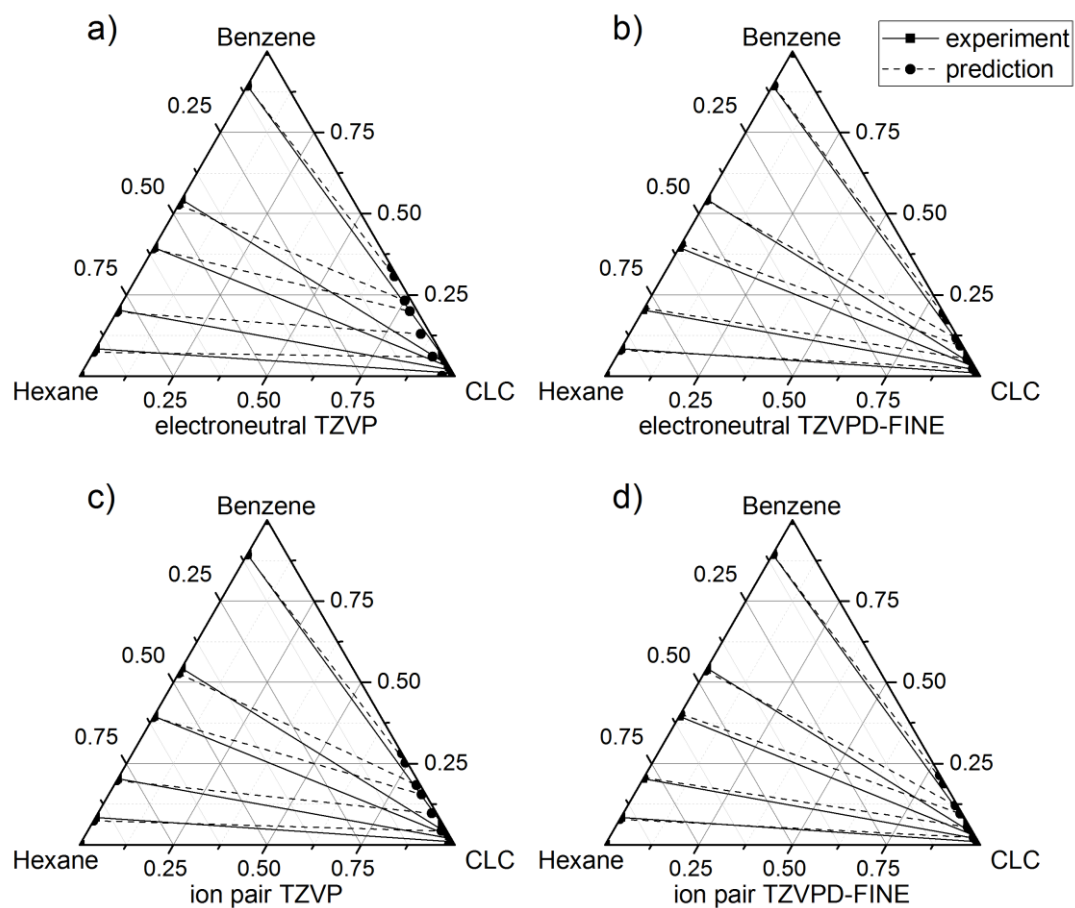 a)
Benzene
0.25
0.75
0.50
0.50
0.75
0.25
Hexane
CLC
0.25
0.50
0.75
electroneutral TZVP
b)
Benzene
experiment
prediction
0.25
0.75
0.50
0.50
0.75
0.25
Hexane
CLC
0.25
0.50
0.75
electroneutral TZVPD-FINE
c)
Benzene
0.25
0.75
0.50
0.50
0.75
0.25
Hexane
CLC
0.25
0.50
0.75
ion pair TZVP
d)
Benzene
0.25
0.75
0.50
0.50
0.75
0.25
Hexane
CLC
0.25
0.50
0.75
ion pair TZVPD-FINE